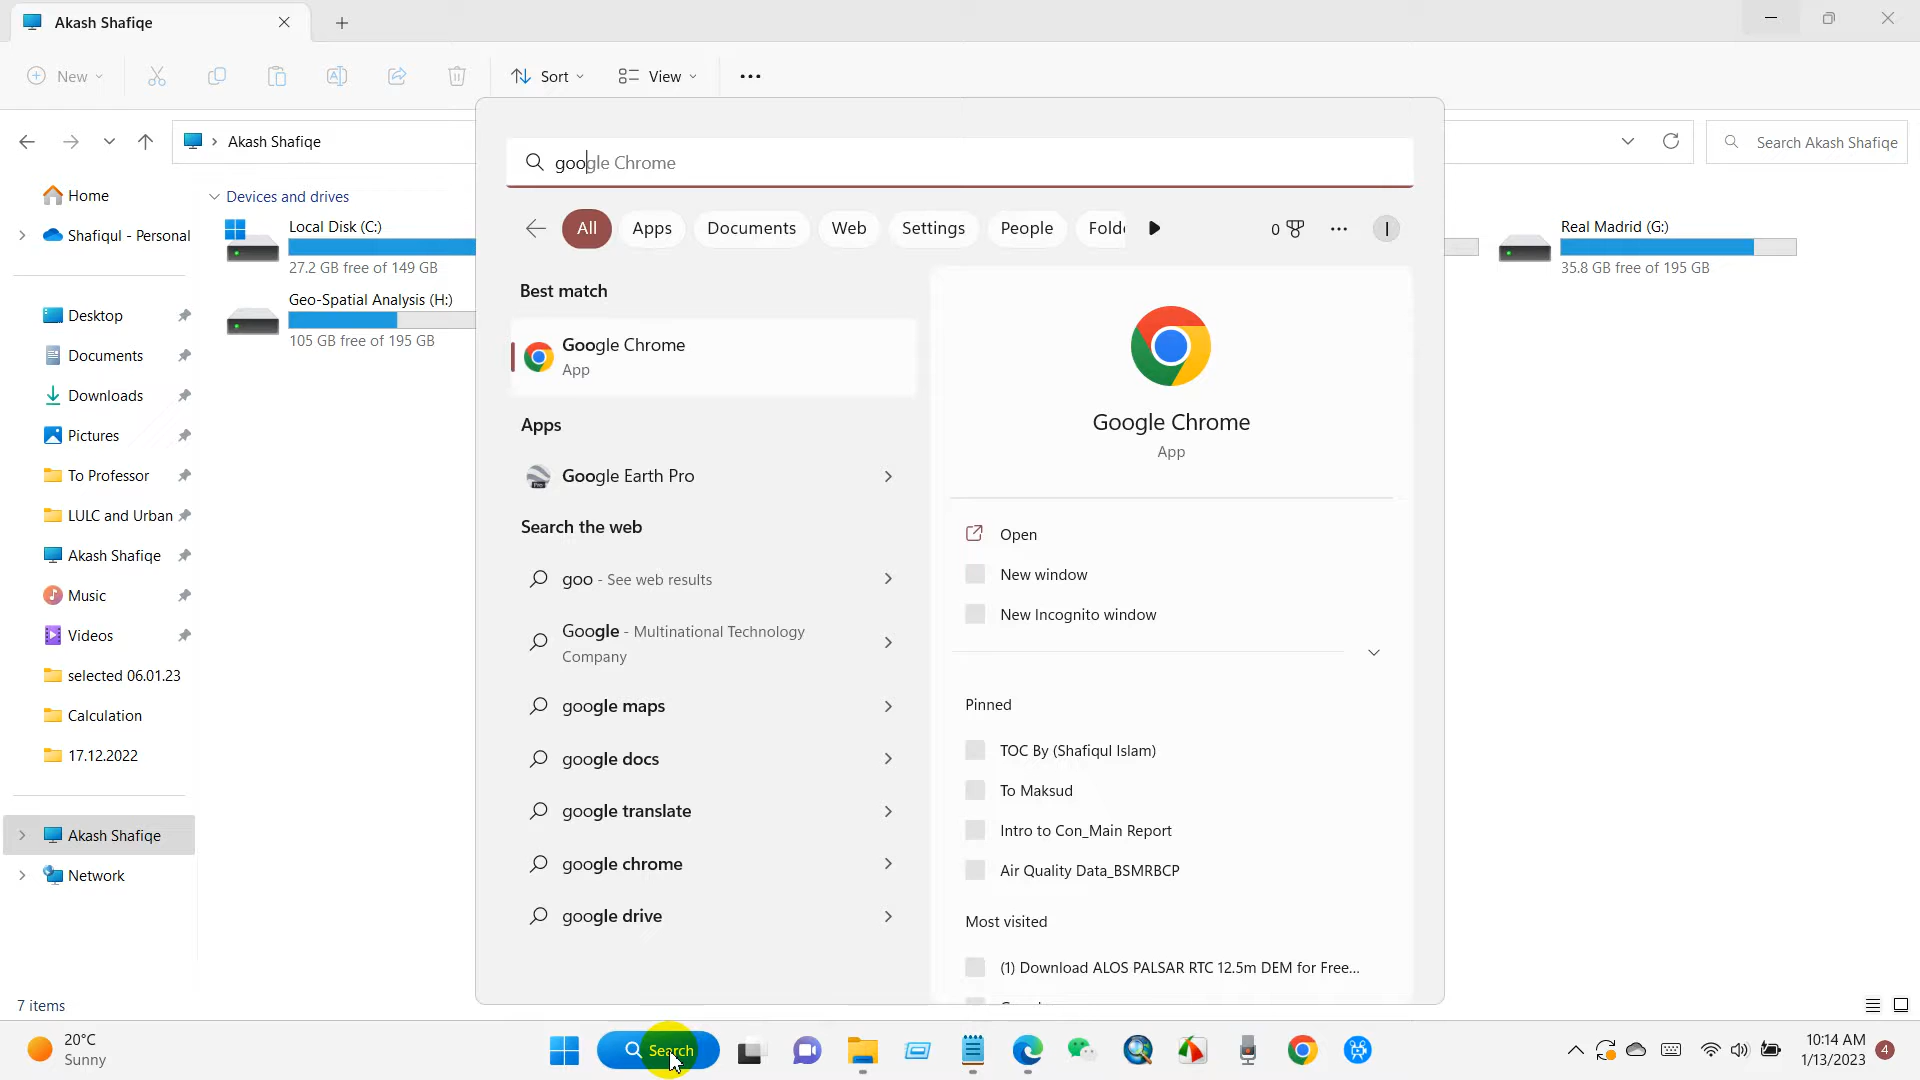 Akash Shafiqe
New
Sort
View
Akash Shafiqe
Search Akash Shafiqe
Home
Shafiqul - Personal
Desktop
Documents
Downloads
Pictures
To Professor
LULC and Urban
Akash Shafiqe
Music
Videos
selected 06.01.23
Calculation
17.12.2022
Akash Shafiqe
Network
7 items
Devices and drives
Local Disk (C:)
27.2 GB free of 149 GB
Geo-Spatial Analysis (H:)
105 GB free of 195 GB
Real Madrid (G:)
35.8 GB free of 195 GB
google Chrome
All Apps Documents Web Settings People Folde
0
I
Best match
Google Chrome
App
Apps
Google Earth Pro
Search the web
goo - See web results
Google - Multinational Technology
Company
google maps
google docs
google translate
google chrome
google drive
Google Chrome
App
Open
New window
New Incognito window
Pinned
TOC By (Shafiqul Islam)
To Maksud
Intro to Con_Main Report
Air Quality Data_BSMRBCP
Most visited
(1) Download ALOS PALSAR RTC 12.5m DEM for Free...
20°C
Sunny
Search
10:14 AM
1/13/2023
4